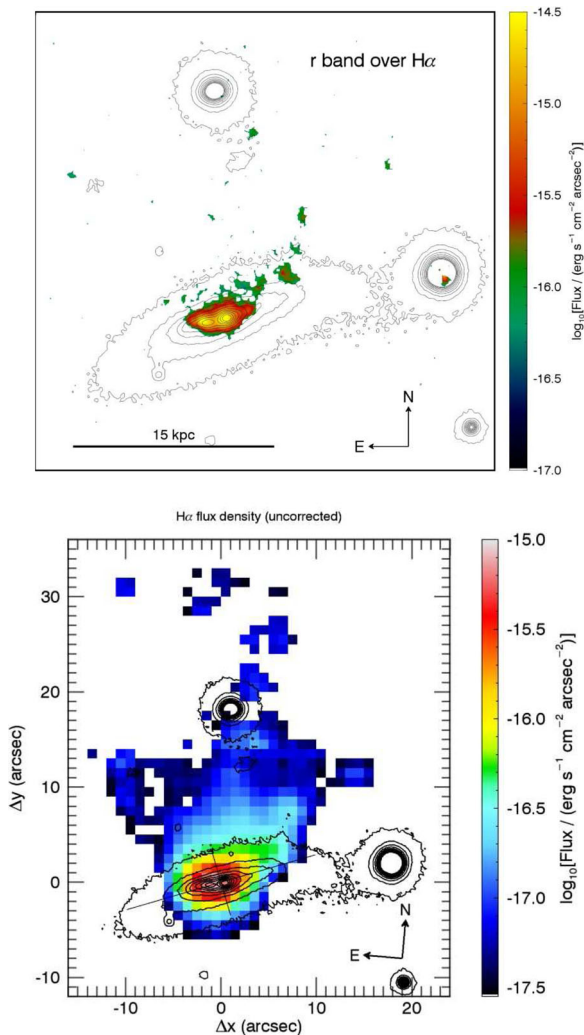 r band over Hα
-14.5
-15.0
-15.5
-16.0
-16.5
-17.0
log₁₀[Flux / (erg s⁻¹ cm⁻² arcsec⁻²)]
15 kpc
N
E
Hα flux density (uncorrected)
30
20
10
0
-10
Δy (arcsec)
-10
0
10
20
Δx (arcsec)
N
E
-15.0
-15.5
-16.0
-16.5
-17.0
-17.5
log₁₀[Flux / (erg s⁻¹ cm⁻² arcsec⁻²)]